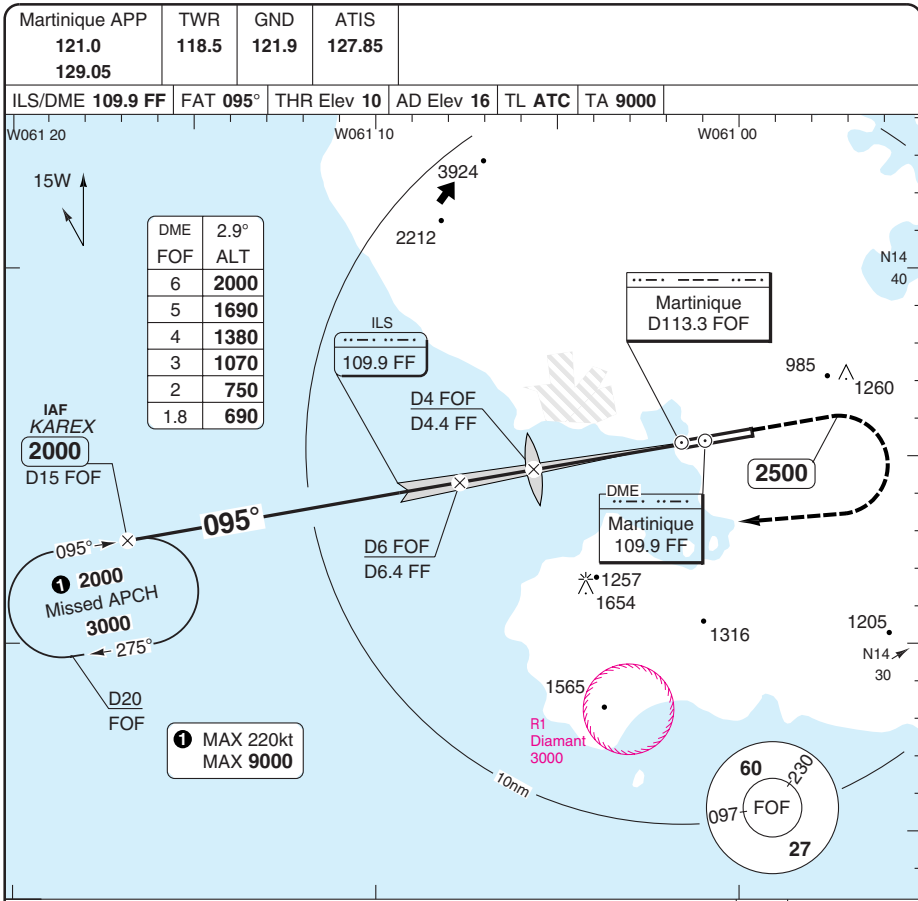 Martinique APP
121.0
129.05
TWR
118.5
GND
121.9
ATIS
127.85
ILS/DME 109.9 FF
FAT 095°
THR Elev 10
AD Elev 16
TL ATC
TA 9000
W061 20
W061 10
W061 00
15W
3924
2212
N14
40
DME 2.9°
FOF ALT
6 2000
5 1690
4 1380
3 1070
2 750
1.8 690
ILS
109.9 FF
Martinique
D113.3 FOF
985
1260
D4 FOF
D4.4 FF
IAF
KAREX
2000
D15 FOF
2500
095°
DME
Martinique
109.9 FF
D6 FOF
D6.4 FF
095°
1 2000
Missed APCH
3000
275°
1257
1654
1316
1205
N14
30
D20
FOF
1565
R1
Diamant
3000
1 MAX 220kt
MAX 9000
10nm
60
230
097
FOF
27